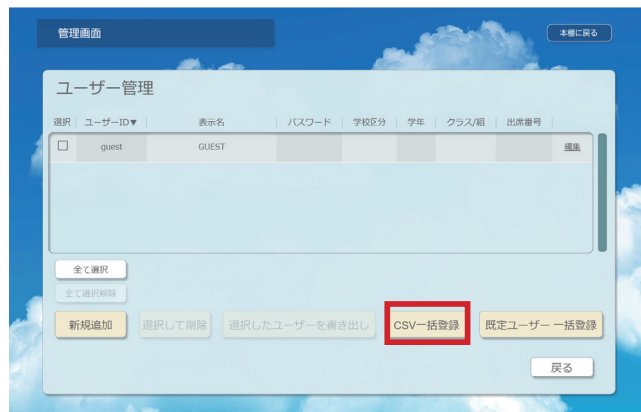 管理画面
本棚に戻る
ユーザー管理
選択 ユーザーID▼ 表示名 パスワード 学校区分 学年 クラス/組 出席番号
guest GUEST 編集
全て選択
全て選択解除
新規追加 選択して削除 選択したユーザーを書き出し CSV一括登録 既定ユーザー 一括登録
戻る